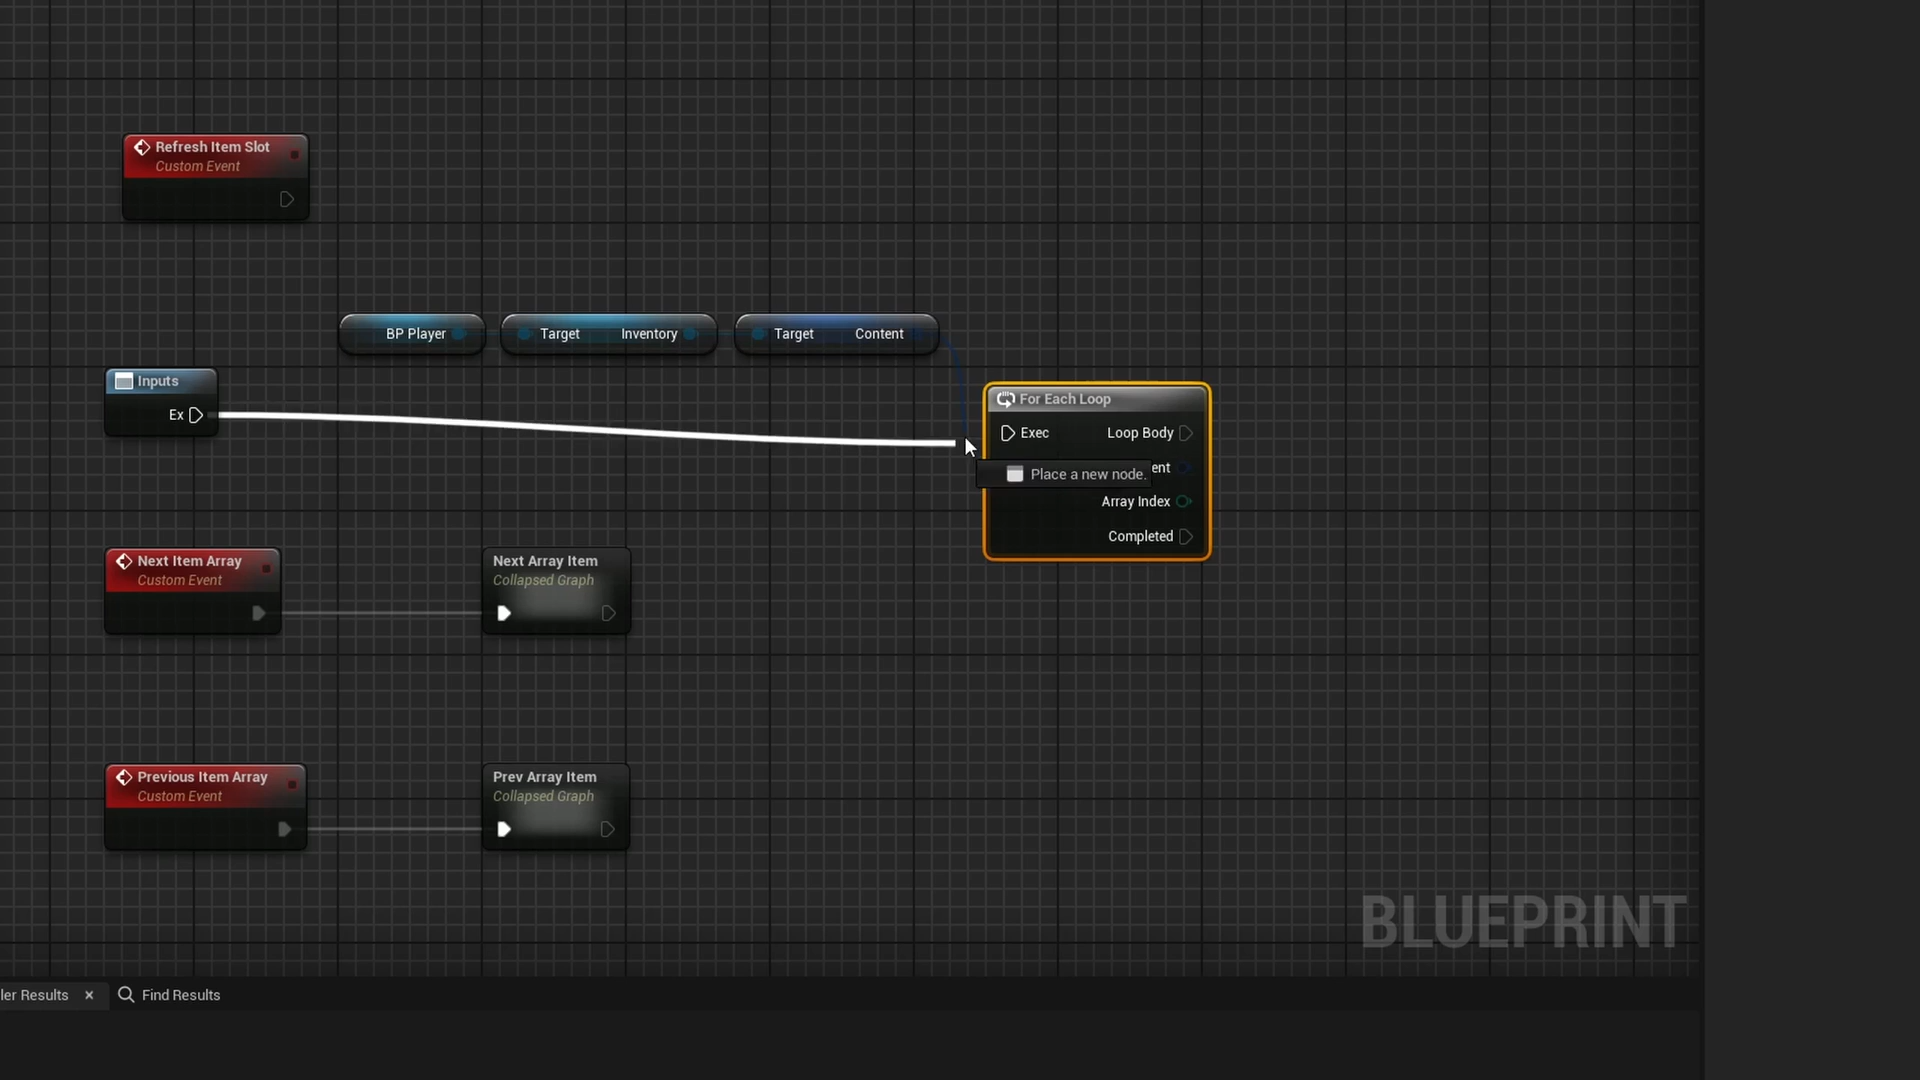 Refresh Item Slot
Custom Event
BP Player
Target Inventory
Target Content
Inputs
Ex
For Each Loop
Exec Loop Body
Place a new node.
ent
Array Index
Completed
Next Item Array
Custom Event
Next Array Item
Collapsed Graph
Previous Item Array
Custom Event
Prev Array Item
Collapsed Graph
BLUEPRINT
ler Results × Find Results